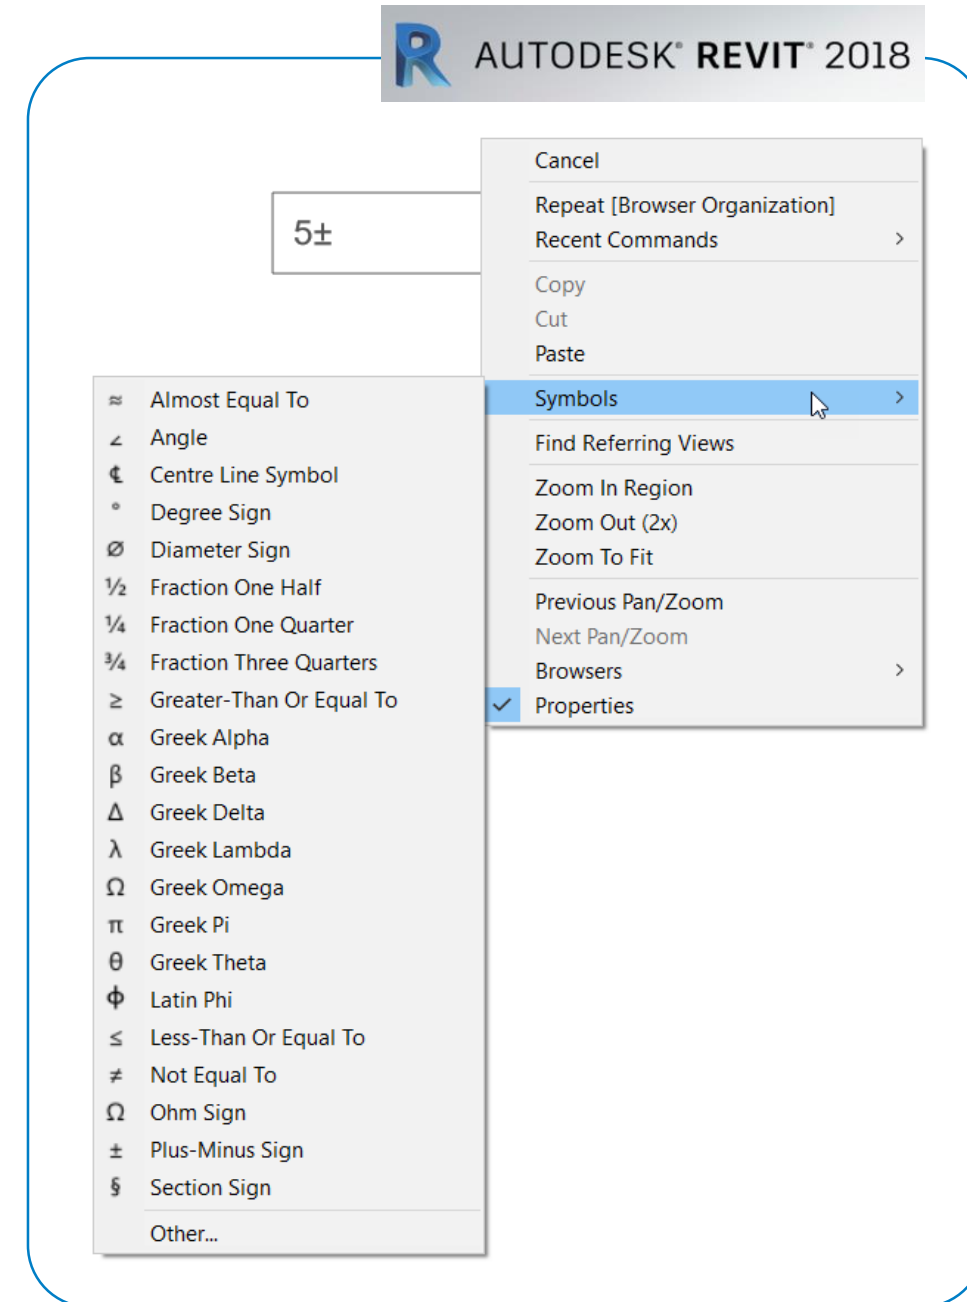 AUTODESK® REVIT® 2018
Cancel
Repeat [Browser Organization]
Recent Commands
5±
Copy
Cut
Paste
Symbols
Find Referring Views
Zoom In Region
Zoom Out (2x)
Zoom To Fit
Previous Pan/Zoom
Next Pan/Zoom
Browsers
Properties
≈ Almost Equal To
∠ Angle
℄ Centre Line Symbol
° Degree Sign
Ø Diameter Sign
½ Fraction One Half
¼ Fraction One Quarter
¾ Fraction Three Quarters
≥ Greater-Than Or Equal To
α Greek Alpha
β Greek Beta
Δ Greek Delta
λ Greek Lambda
Ω Greek Omega
π Greek Pi
θ Greek Theta
ɸ Latin Phi
≤ Less-Than Or Equal To
≠ Not Equal To
Ω Ohm Sign
± Plus-Minus Sign
§ Section Sign
Other...